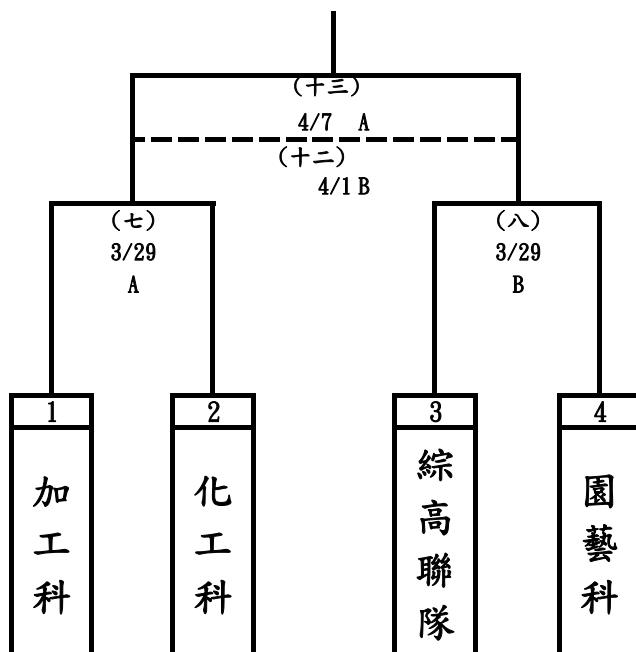 (十三)
4/7 A
(十二)
4/1 B
(七)
3/29
A
(八)
3/29
B
1
2
3
4
加工科
化工科
綜高聯隊
園藝科